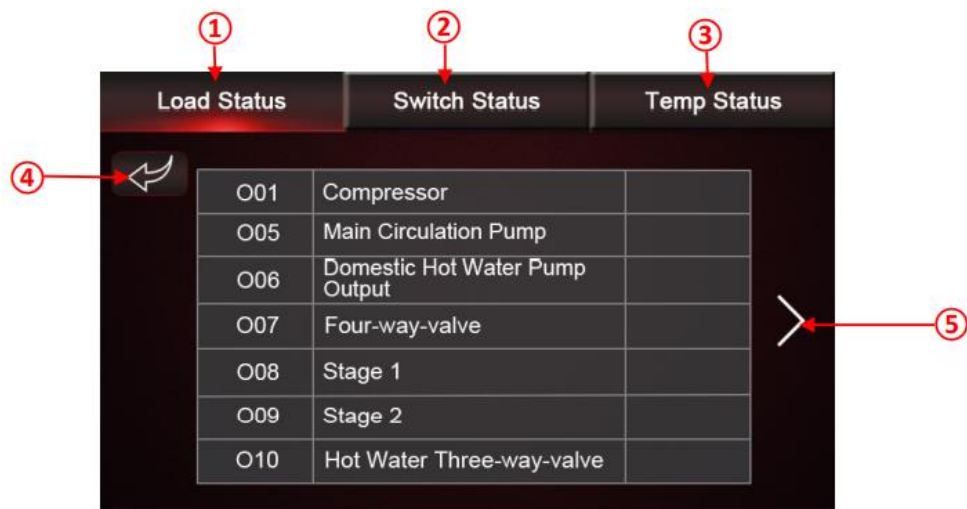 ① ② ③
Load Status Switch Status Temp Status
④
O01 Compressor
O05 Main Circulation Pump
O06 Domestic Hot Water Pump
Output
O07 Four-way-valve
⑤
O08 Stage 1
O09 Stage 2
O10 Hot Water Three-way-valve